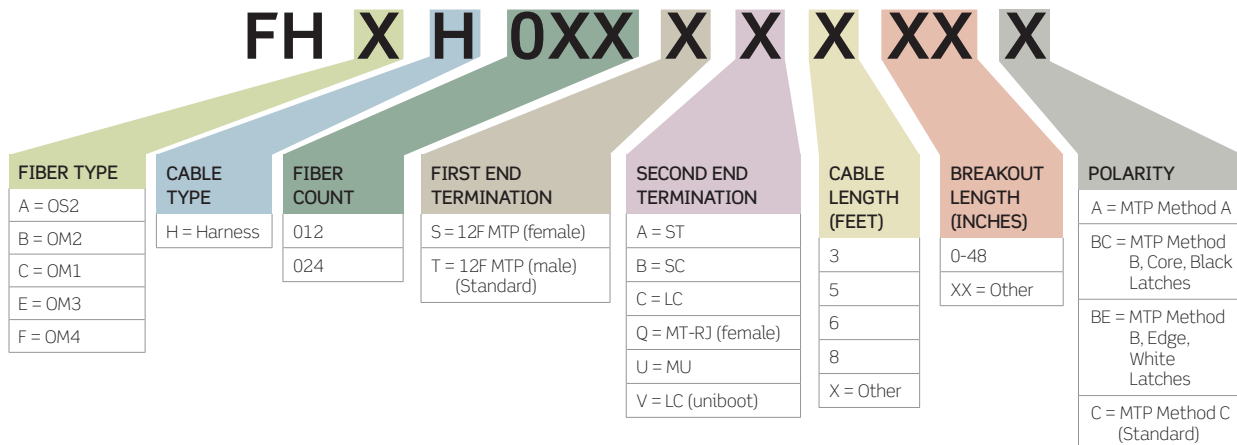 FH X H 0XX X X X XX X
FIBER TYPE
A = OS2
B = OM2
C = OM1
E = OM3
F = OM4
CABLE
TYPE
H = Harness
FIBER
COUNT
012
024
FIRST END
TERMINATION
S = 12F MTP (female)
T = 12F MTP (male)
(Standard)
SECOND END
TERMINATION
A = ST
B = SC
C = LC
Q = MT-RJ (female)
U = MU
V = LC (uniboot)
CABLE
LENGTH
(FEET)
3
5
6
8
X = Other
BREAKOUT
LENGTH
(INCHES)
0-48
XX = Other
POLARITY
A = MTP Method A
BC = MTP Method
B, Core, Black
Latches
BE = MTP Method
B, Edge,
White
Latches
C = MTP Method C
(Standard)